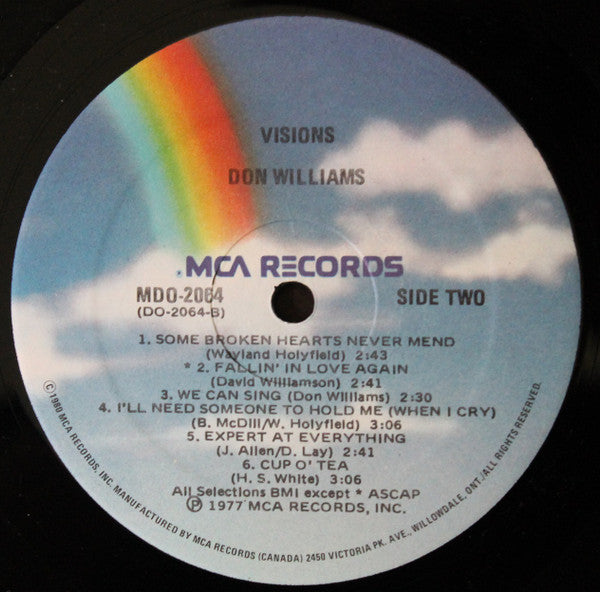 VISIONS
DON WILLIAMS
MCA RECORDS
MDO-2064
(DO-2064-B)
SIDE TWO
1. SOME BROKEN HEARTS NEVER MEND
(Wayland Holyfield) 2:43
* 2. FALLIN' IN LOVE AGAIN
(David Williamson) 2:41
3. WE CAN SING (Don Williams) 2:30
4. I'LL NEED SOMEONE TO HOLD ME (WHEN I CRY)
(B. McDill/W. Holyfield) 3:06
5. EXPERT AT EVERYTHING
(J. Allen/D. Lay) 2:41
6. CUP O' TEA
(H. S. White) 3:06
All Selections BMI except * ASCAP
℗ 1977 MCA RECORDS, INC.
© 1980 MCA RECORDS, INC. MANUFACTURED BY MCA RECORDS (CANADA) 2450 VICTORIA PK. AVE., WILLOWDALE, ONT./ALL RIGHTS RESERVED.